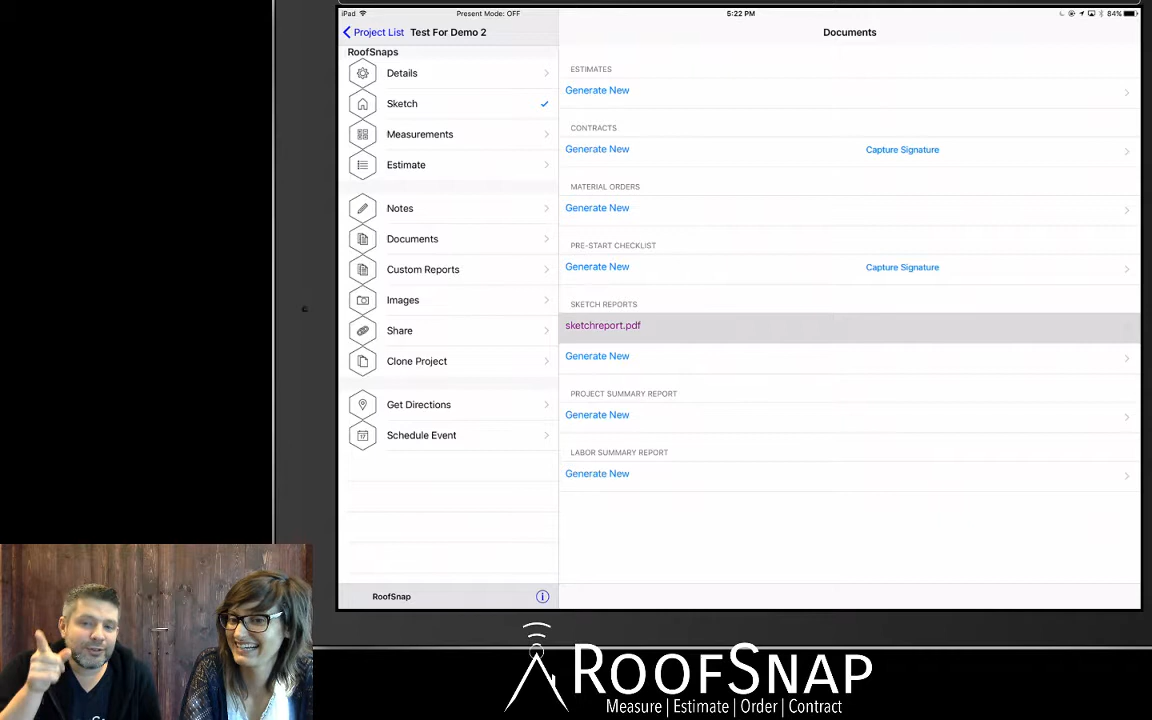 iPad
Present Mode: OFF
5:22 PM
84%
Project List
Test For Demo 2
Documents
RoofSnaps
Details
Sketch
Measurements
Estimate
Notes
Documents
Custom Reports
Images
Share
Clone Project
Get Directions
17
Schedule Event
RoofSnap
ESTIMATES
Generate New
CONTRACTS
Generate New
Capture Signature
MATERIAL ORDERS
Generate New
PRE-START CHECKLIST
Generate New
Capture Signature
SKETCH REPORTS
sketchreport.pdf
Generate New
PROJECT SUMMARY REPORT
Generate New
LABOR SUMMARY REPORT
Generate New
ROOFSNAP
Measure | Estimate | Order | Contract